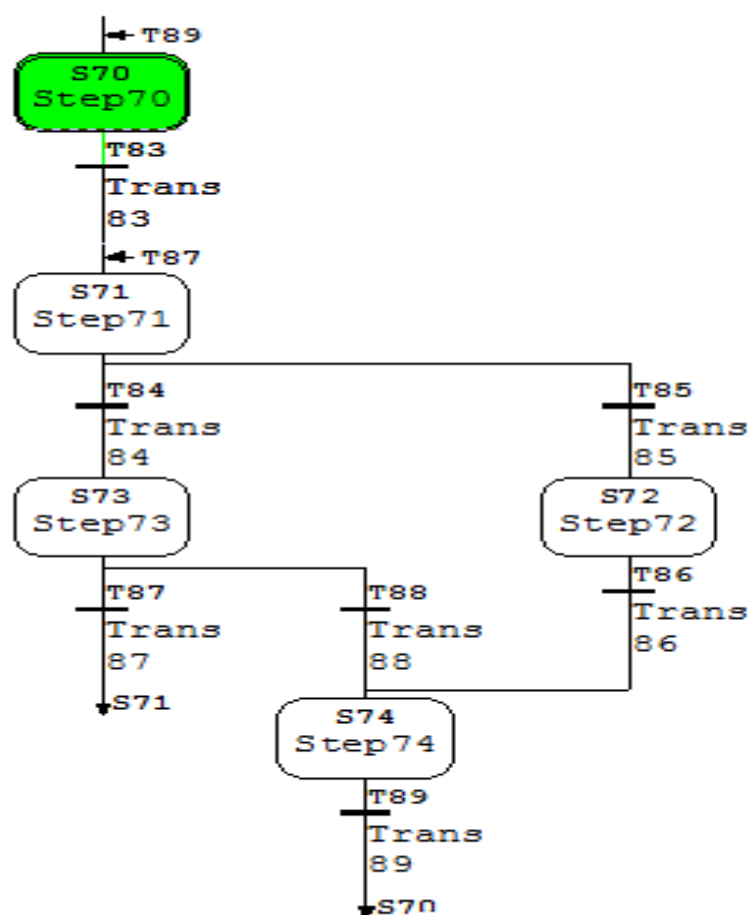 T89
S70
Step70
T83
Trans
83
T87
S71
Step71
T84
Trans
84
T85
Trans
85
S73
Step73
S72
Step72
T87
Trans
87
T88
Trans
88
T86
Trans
86
S71
S74
Step74
T89
Trans
89
S70